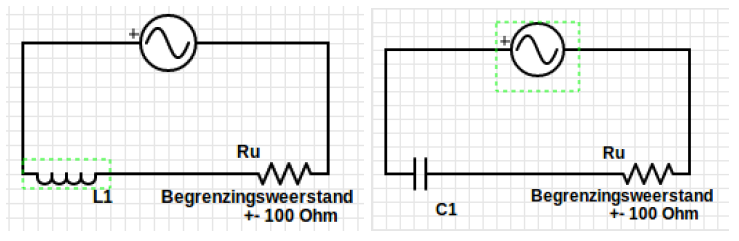 +
Ru
L1
Begrenzingsweerstand
+- 100 Ohm
+
Ru
C1
Begrenzingsweerstand
+- 100 Ohm